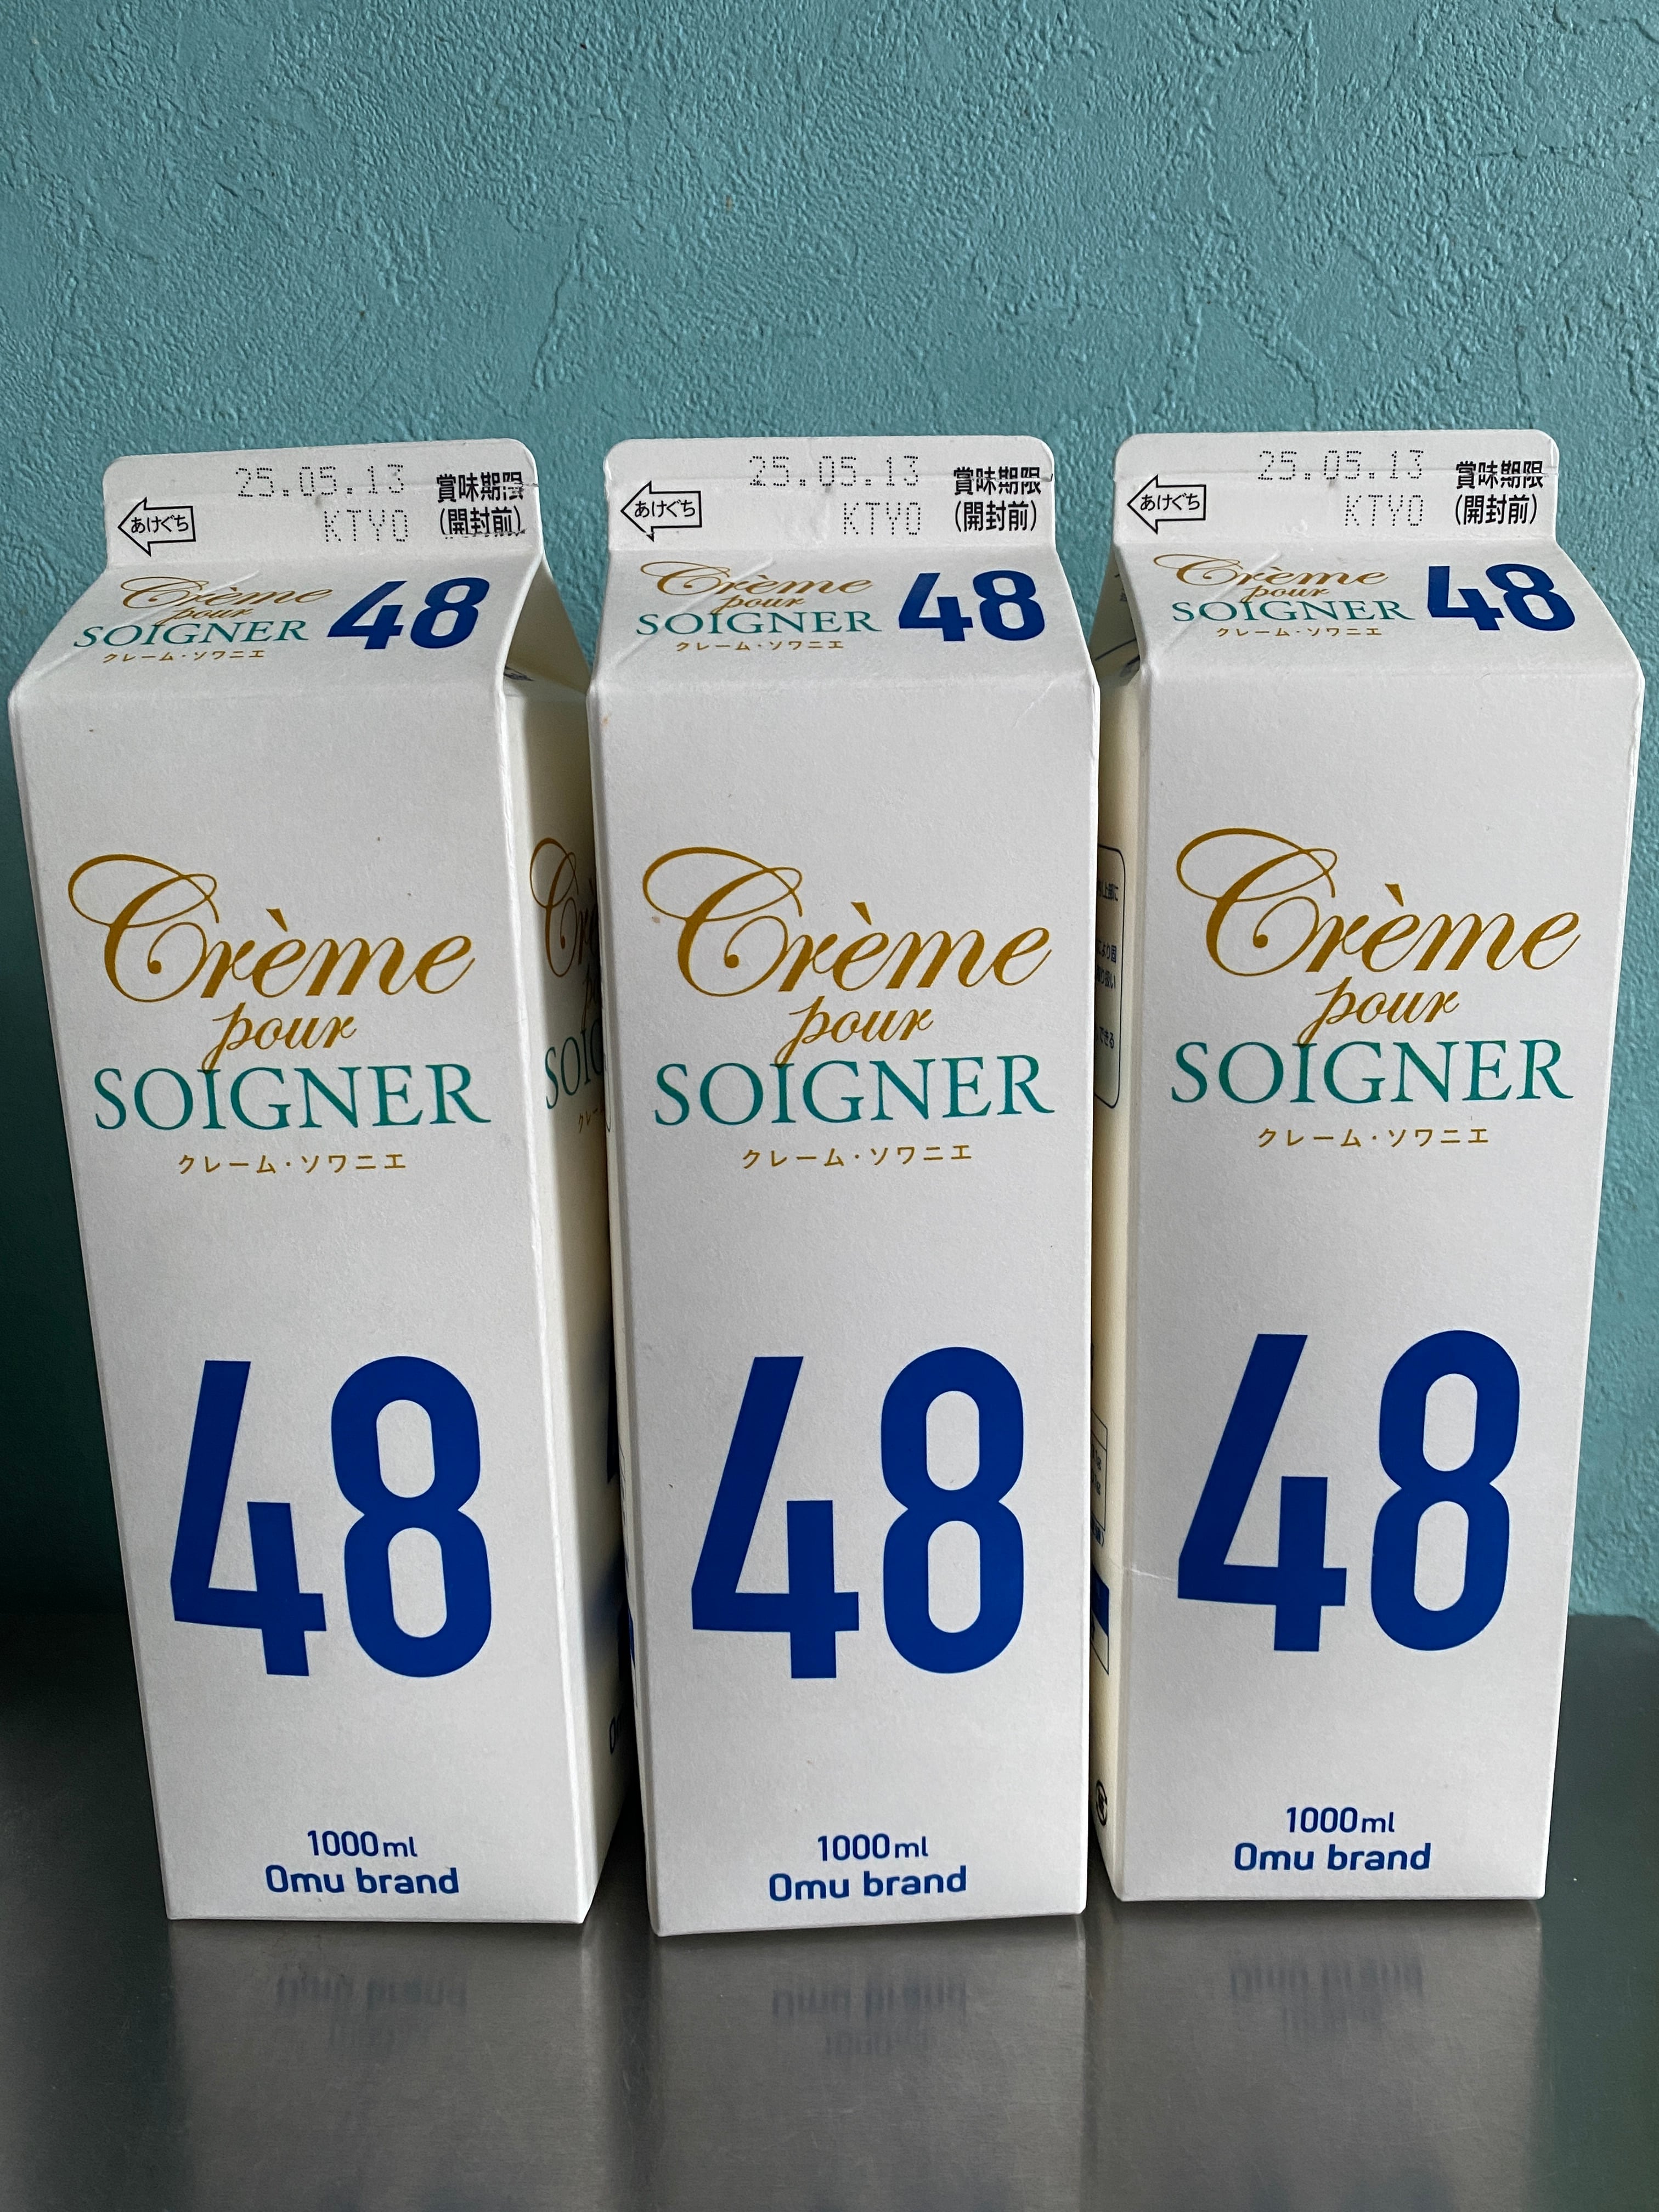 25.05.13 賞味期限
あけぐち KTYO (開封前)
Crème
pour
SOIGNER 48
クレーム・ソワニエ
Crème
pour
SOIGNER
クレーム・ソワニエ
48
1000ml
Omu brand
25.05.13 賞味期限
あけぐち KTYO (開封前)
Crème
pour
SOIGNER 48
クレーム・ソワニエ
Crème
pour
SOIGNER
クレーム・ソワニエ
48
1000ml
Omu brand
25.05.13 賞味期限
あけぐち KTYO (開封前)
Crème
pour
SOIGNER 48
クレーム・ソワニエ
Crème
pour
SOIGNER
クレーム・ソワニエ
48
1000ml
Omu brand